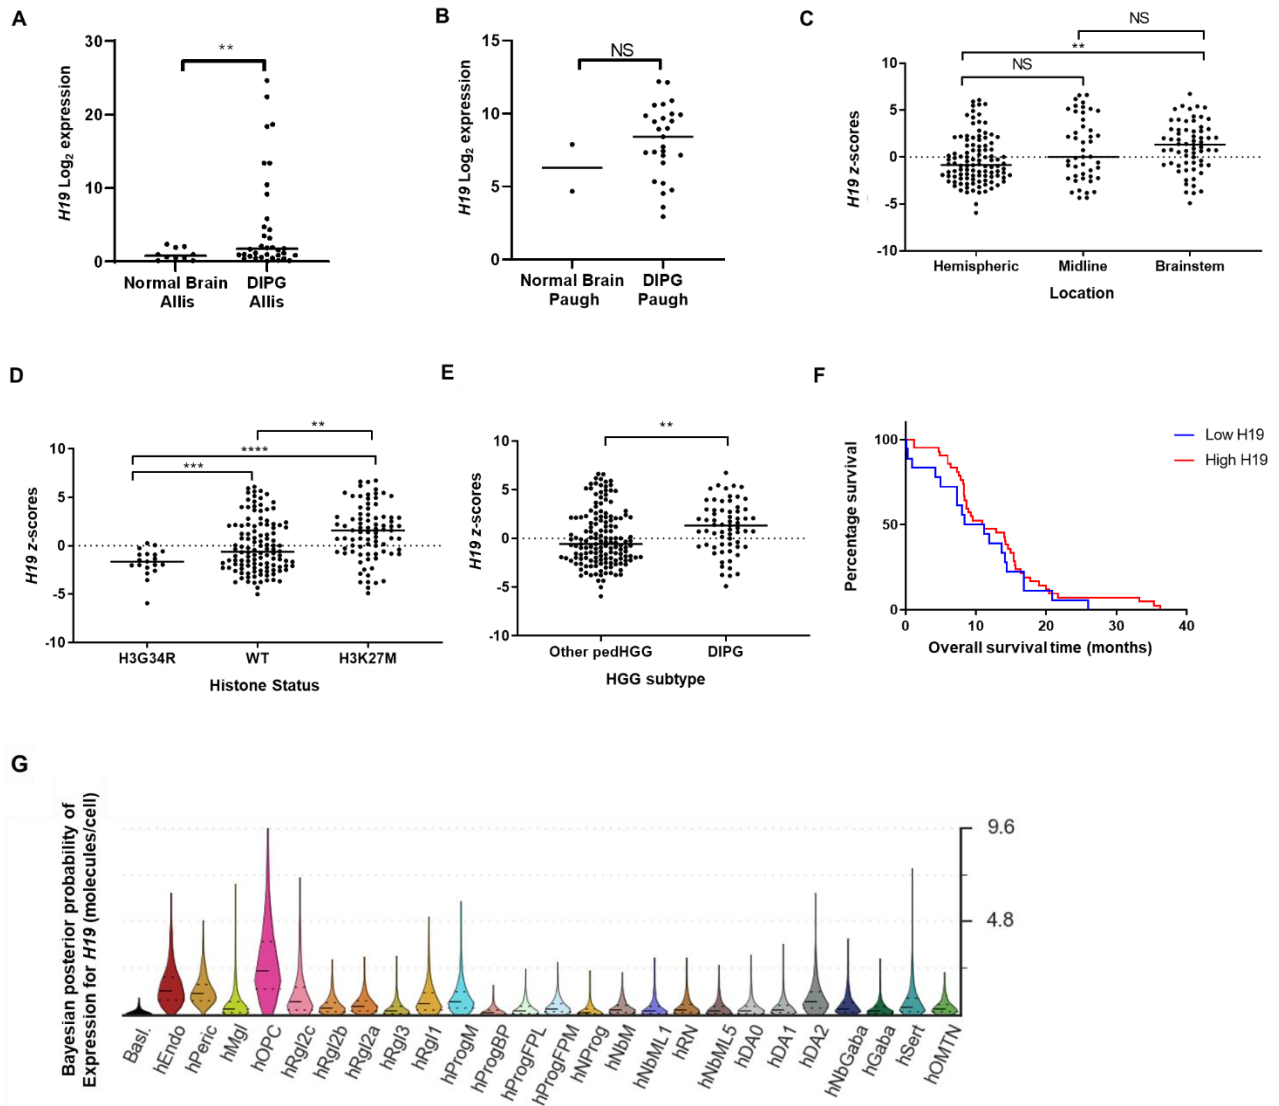 A
30
20
10
0
H19 Log2 expression
**
Normal Brain
Allis
DIPG
Allis
B
15
10
5
0
H19 Log2 expression
NS
Normal Brain
Paugh
DIPG
Paugh
C
10
5
0
-5
-10
H19 z-scores
NS
**
NS
Hemispheric
Midline
Brainstem
Location
D
10
5
0
-5
-10
H19 z-scores
**
****
***
H3G34R
WT
H3K27M
Histone Status
E
10
5
0
-5
-10
H19 z-scores
**
Other pedHGG
DIPG
HGG subtype
F
100
50
0
Percentage survival
0
10
20
30
40
Overall survival time (months)
Low H19
High H19
G
Bayesian posterior probability of
Expression for H19 (molecules/cell)
9.6
4.8
Basl.
hEndo
hPeric
hMgl
hOPC
hRgl2c
hRgl2b
hRgl2a
hRgl3
hRgl1
hProgM
hProgBP
hProgFPL
hProgFPM
hNProg
hNbM
hNbML1
hRN
hNbML5
hDA0
hDA1
hDA2
hNbGaba
hGaba
hSert
hOMTN